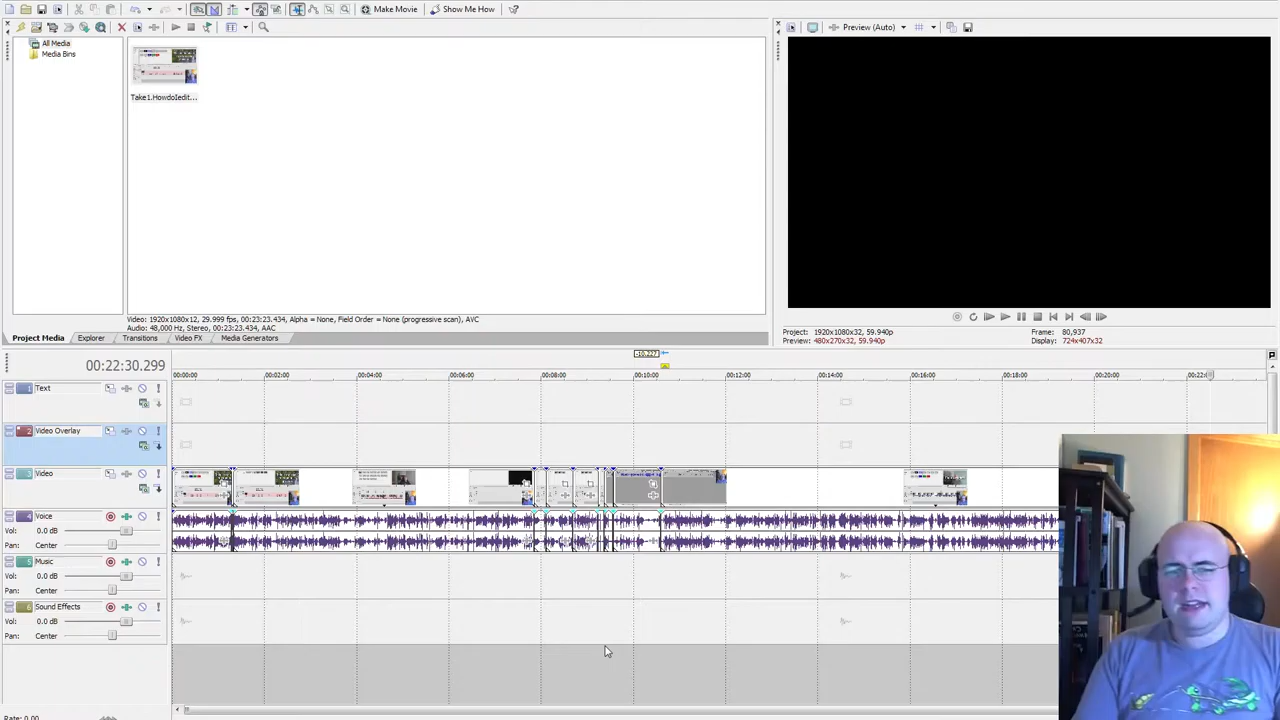 Make Movie
Show Me How
Preview (Auto)
All Media
Media Bins
Take1.HowdoIedit...
Video: 1920x1080x12, 29.999 fps, 00:23:23.434, Alpha = None, Field Order = None (progressive scan), AVC
Audio: 48,000 Hz, Stereo, 00:23:23.434, AAC
Project Media
Explorer
Transitions
Video FX
Media Generators
Project: 1920x1080x32, 59.940p
Preview: 480x270x32, 59.940p
Frame: 80,937
Display: 724x407x32
00:22:30.299
-10.227
00:00:00
00:02:00
00:04:00
00:06:00
00:08:00
00:10:00
00:12:00
00:14:00
00:16:00
00:18:00
00:20:00
Text
Video Overlay
Video
Voice
Vol: 0.0 dB
Pan: Center
Music
Vol: 0.0 dB
Pan: Center
Sound Effects
Vol: 0.0 dB
Pan: Center
Rate: 0.00